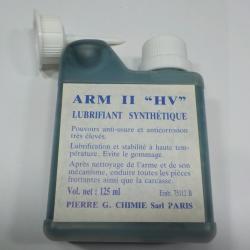 ARM II "HV"
LUBRIFIANT SYNTHÉTIQUE
Pouvoirs anti-usure et anticorrosion
très élevés.
Lubrification et stabilité à haute tem-
pérature. Evite le gommage.
Après nettoyage de l'arme et de son
mécanisme, enduire toutes les pièces
frottantes ainsi que la carcasse.
Vol. net : 125 ml
Emb. 75112 B
PIERRE G. CHIMIE Sarl PARIS